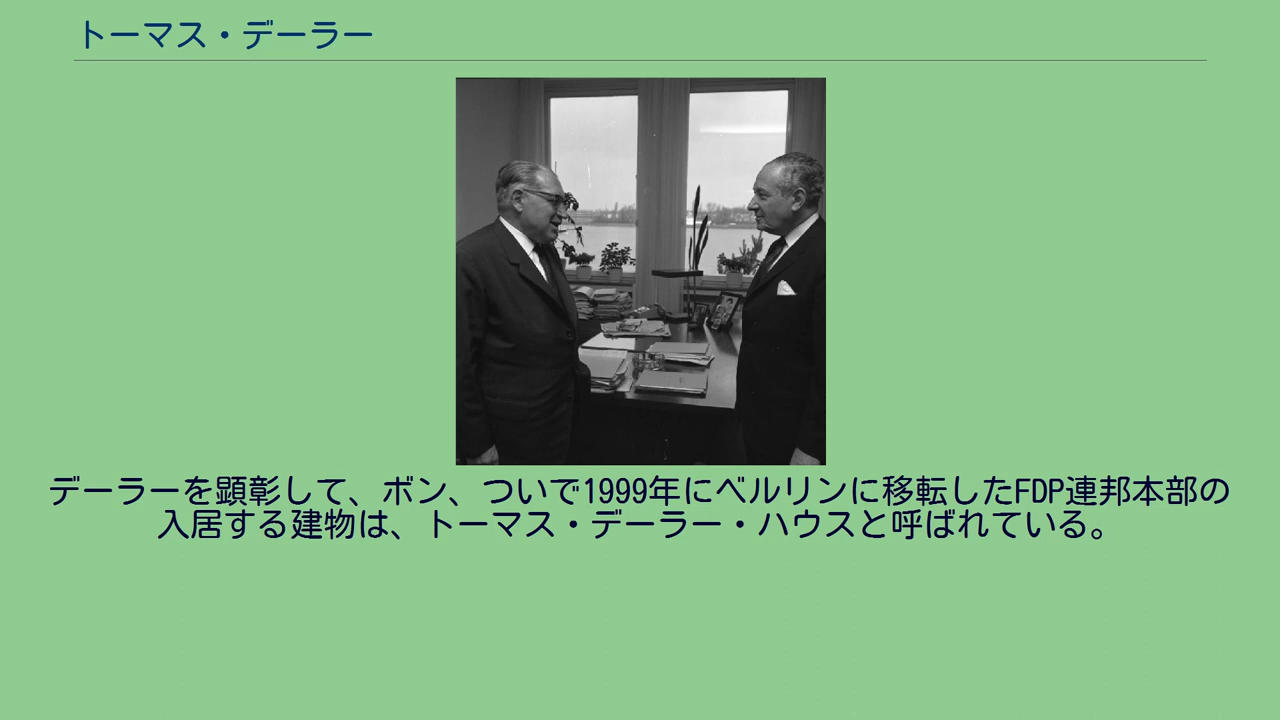 トーマス・デーラー
デーラーを顕彰して、ボン、ついで1999年にベルリンに移転したFDP連邦本部の
入居する建物は、トーマス・デーラー・ハウスと呼ばれている。